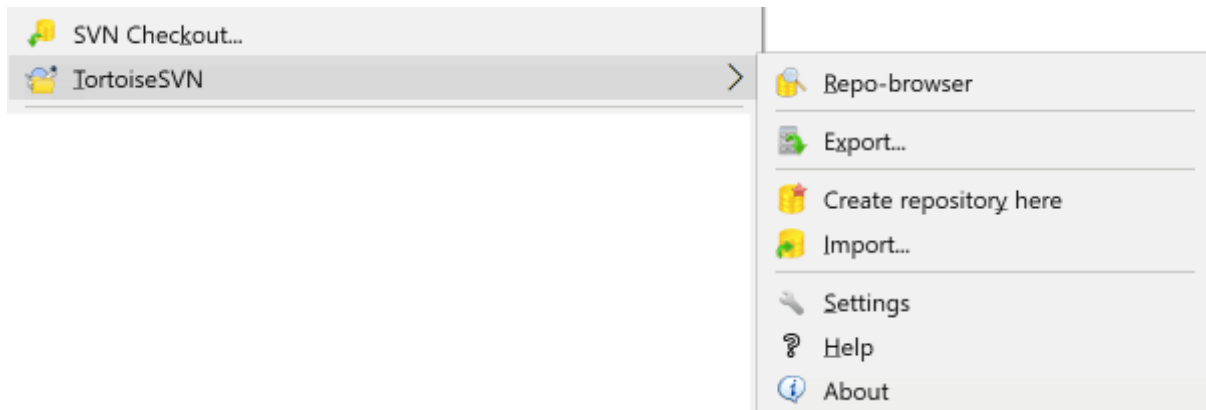 SVN Checkout...
TortoiseSVN
Repo-browser
Export...
Create repository here
Import...
Settings
Help
About